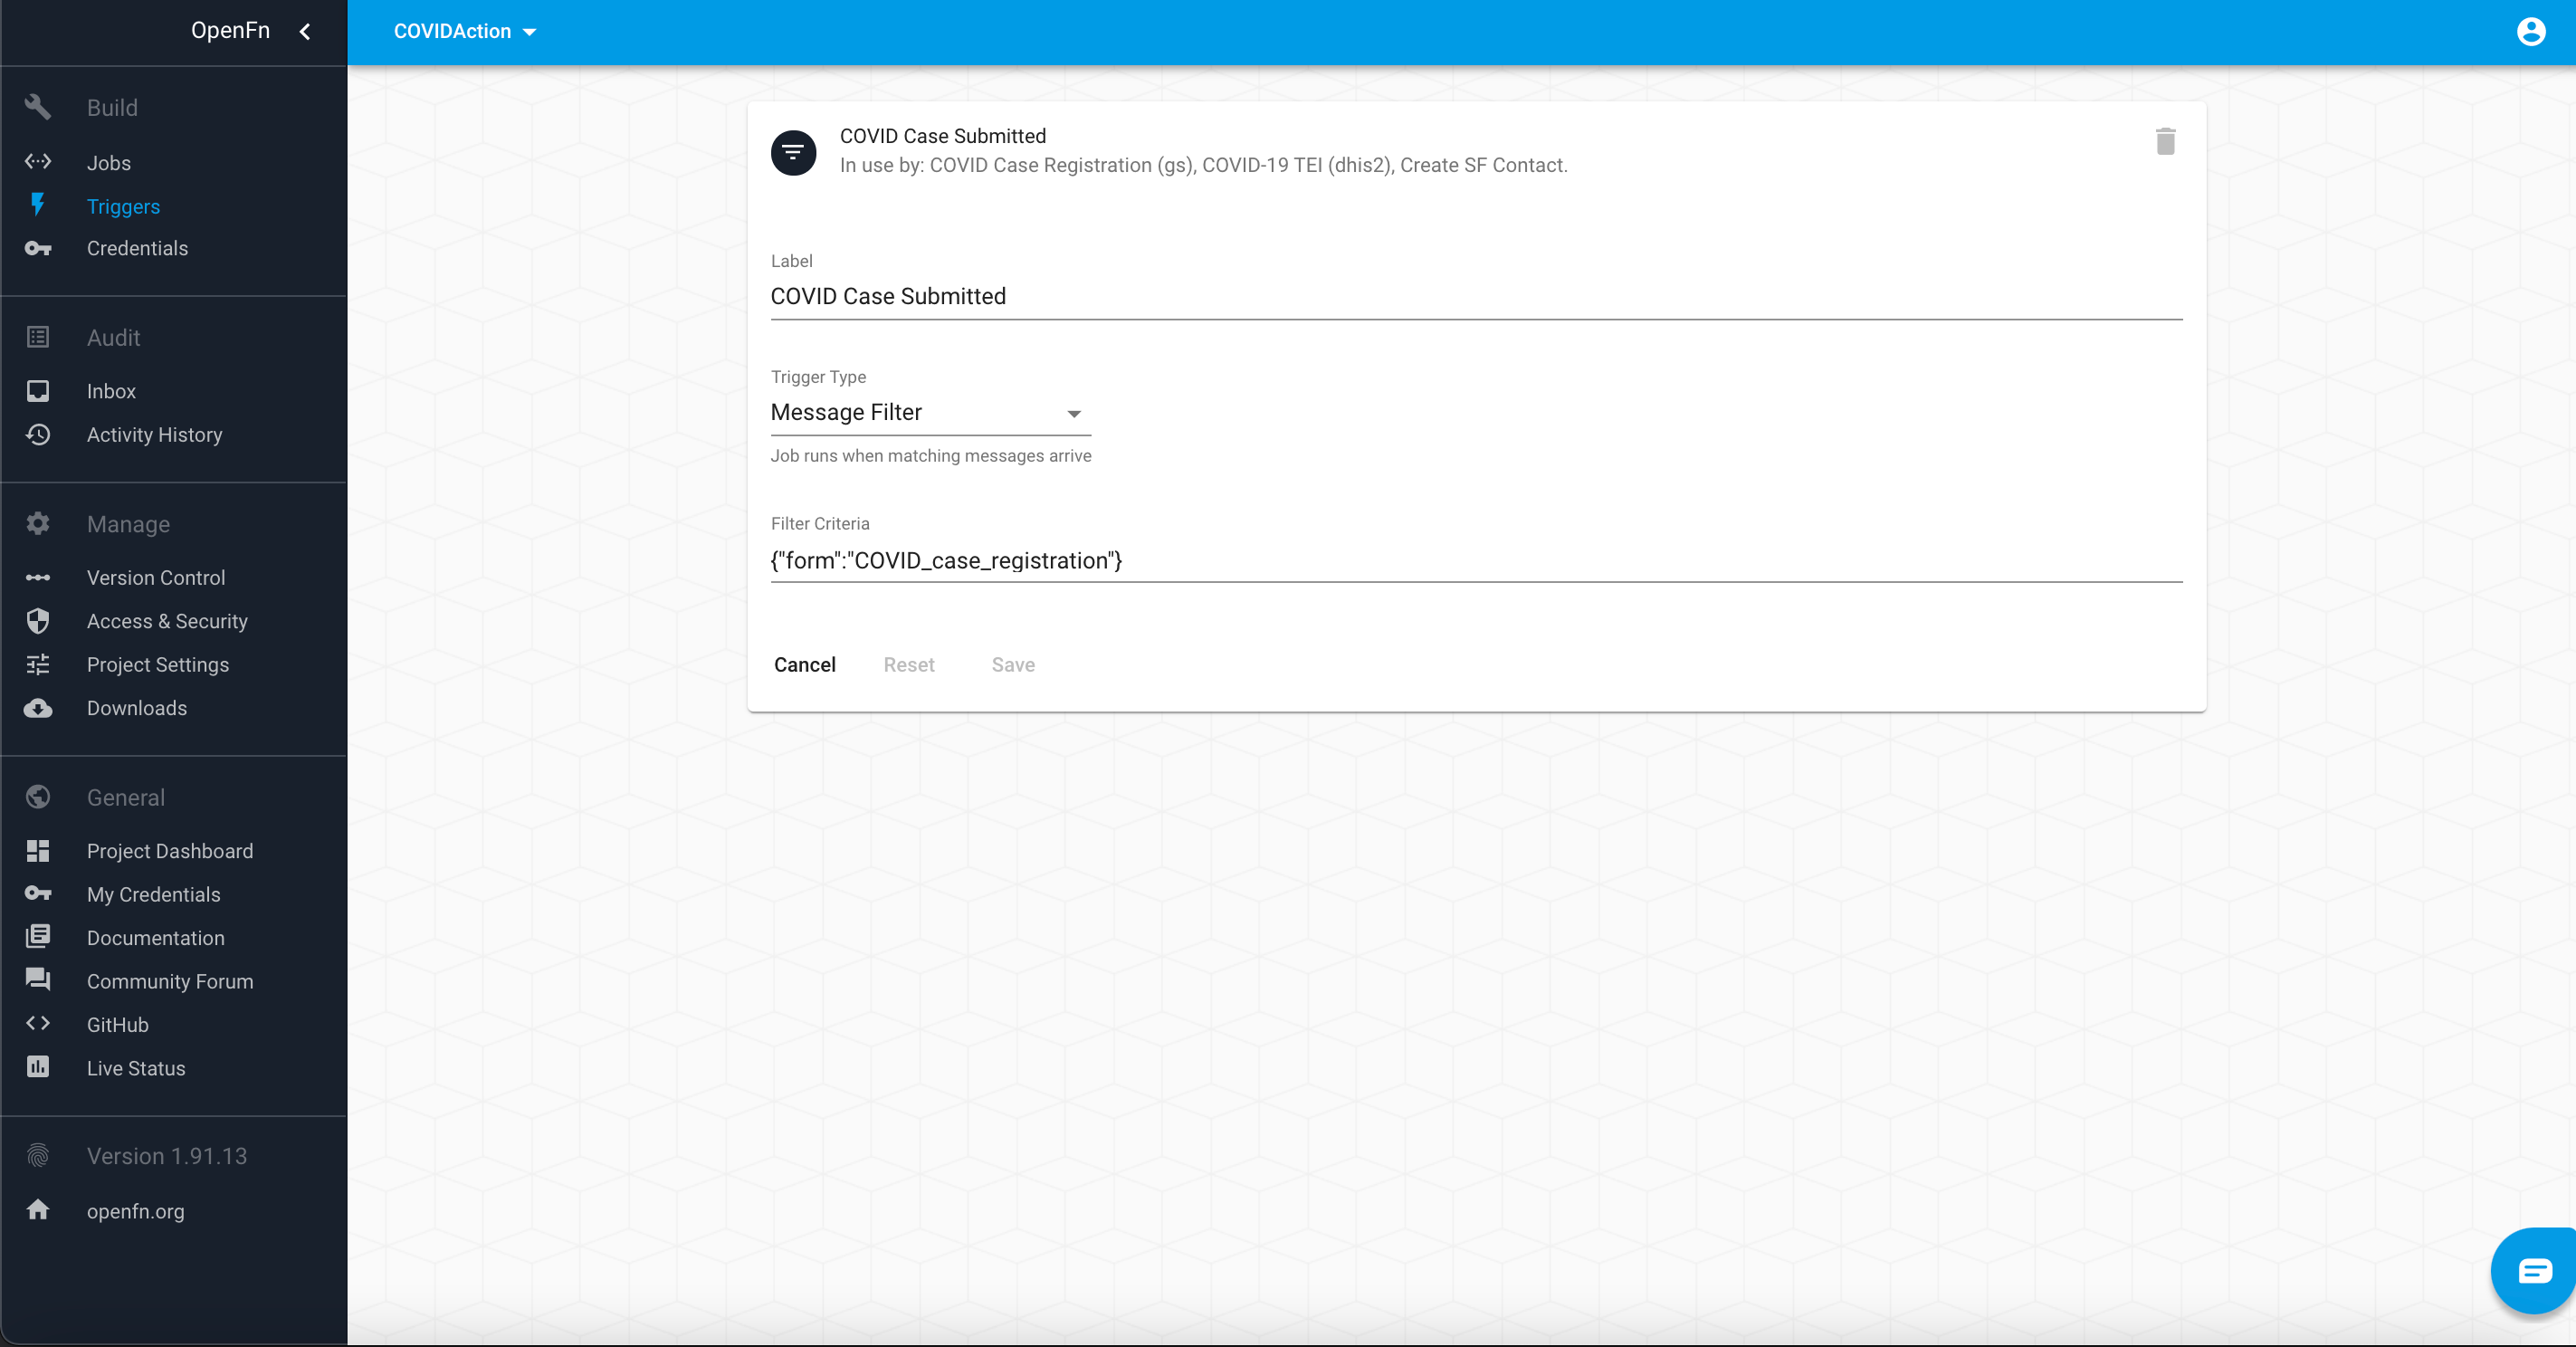 OpenFn
COVIDAction
Build
Jobs
Triggers
Credentials
Audit
Inbox
Activity History
Manage
Version Control
Access & Security
Project Settings
Downloads
General
Project Dashboard
My Credentials
Documentation
Community Forum
GitHub
Live Status
Version 1.91.13
openfn.org
COVID Case Submitted
In use by: COVID Case Registration (gs), COVID-19 TEI (dhis2), Create SF Contact.
Label
COVID Case Submitted
Trigger Type
Message Filter
Job runs when matching messages arrive
Filter Criteria
{"form":"COVID_case_registration"}
Cancel Reset Save